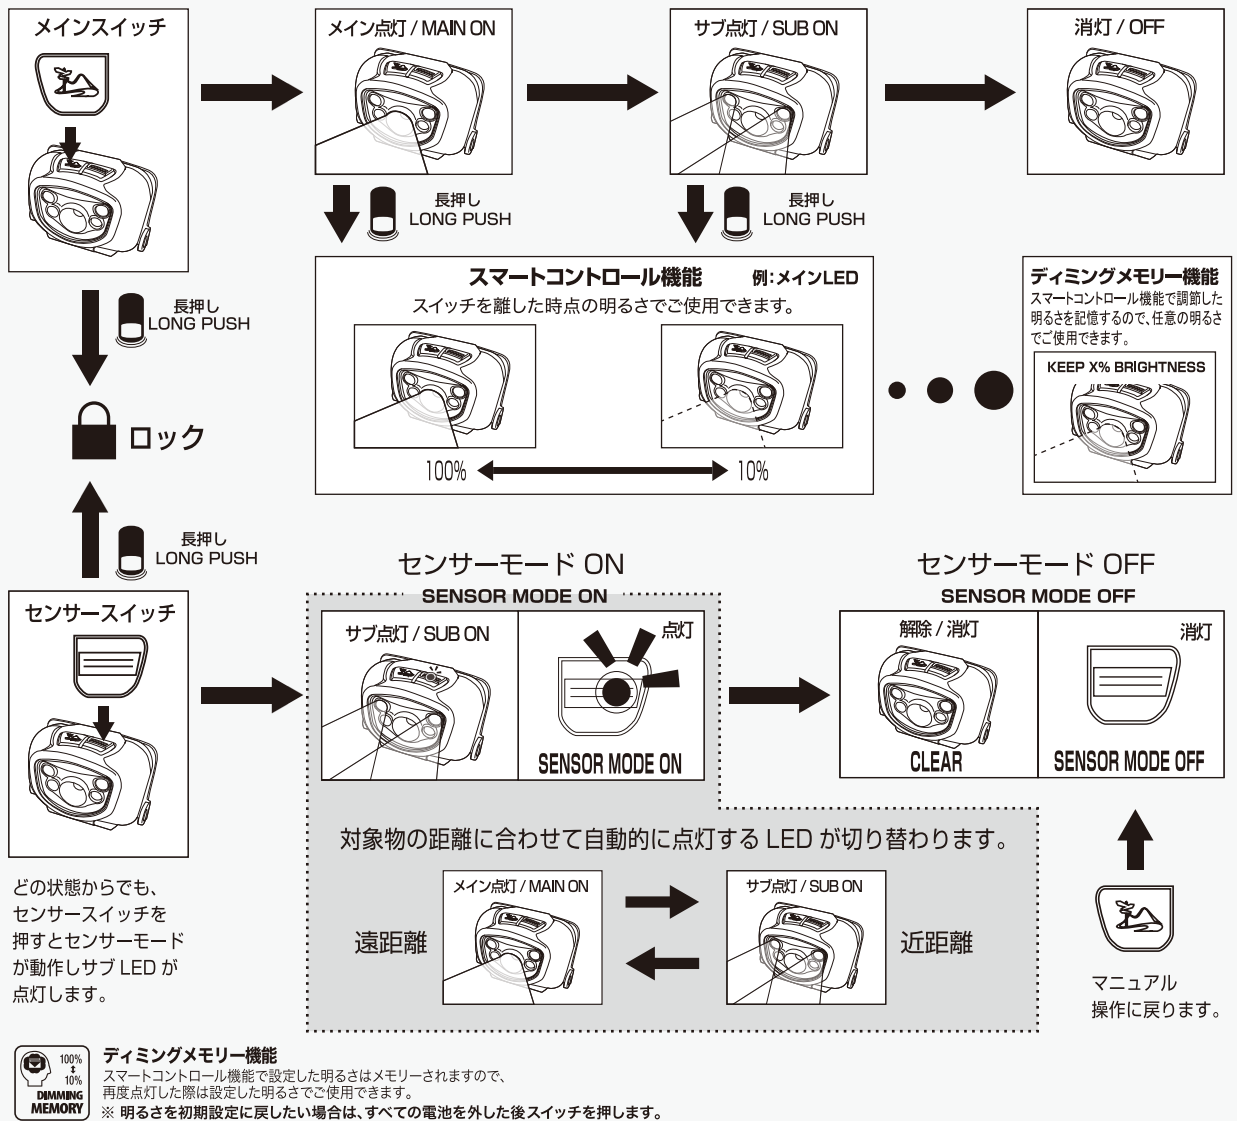 メインスイッチ
メイン点灯 / MAIN ON
サブ点灯 / SUB ON
消灯 / OFF
長押し
LONG PUSH
長押し
LONG PUSH
長押し
LONG PUSH
ロック
スマートコントロール機能 例:メインLED
スイッチを離した時点の明るさでご使用できます。
100%
10%
ディミングメモリー機能
スマートコントロール機能で調節した
明るさを記憶するので、任意の明るさ
でご使用できます。
KEEP X% BRIGHTNESS
長押し
LONG PUSH
センサースイッチ
どの状態からでも、
センサースイッチを
押すとセンサーモード
が動作しサブ LED が
点灯します。
センサーモード ON
SENSOR MODE ON
サブ点灯 / SUB ON
点灯
SENSOR MODE ON
センサーモード OFF
SENSOR MODE OFF
解除 / 消灯
CLEAR
消灯
SENSOR MODE OFF
対象物の距離に合わせて自動的に点灯する LED が切り替わります。
遠距離
メイン点灯 / MAIN ON
サブ点灯 / SUB ON
近距離
マニュアル
操作に戻ります。
100%
10%
DIMMING
MEMORY
ディミングメモリー機能
スマートコントロール機能で設定した明るさはメモリーされますので、
再度点灯した際は設定した明るさでご使用できます。
※ 明るさを初期設定に戻したい場合は、すべての電池を外した後スイッチを押します。